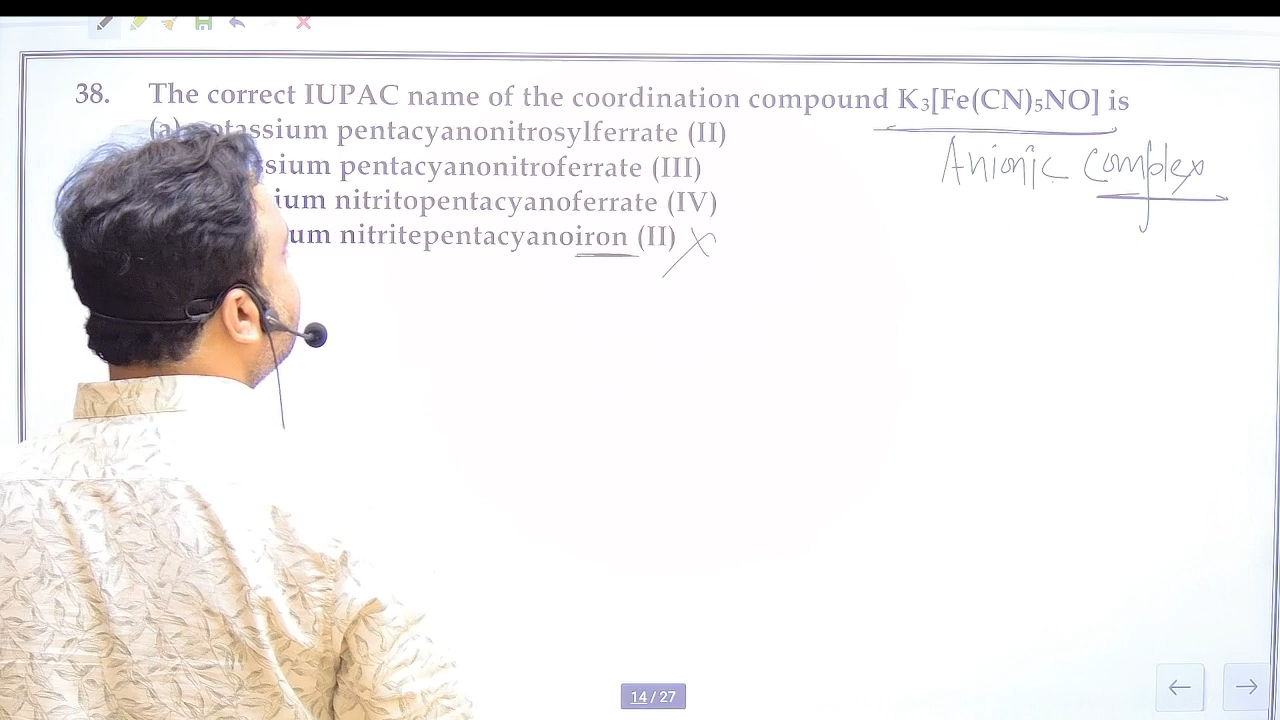 38. The correct IUPAC name of the coordination compound K₃[Fe(CN)₅NO] is
(a) potassium pentacyanonitrosylferrate (II)
ssium pentacyanonitroferrate (III)
ium nitritopentacyanoferrate (IV)
um nitritepentacyanoiron (II) X
Anionic Complex
14 / 27